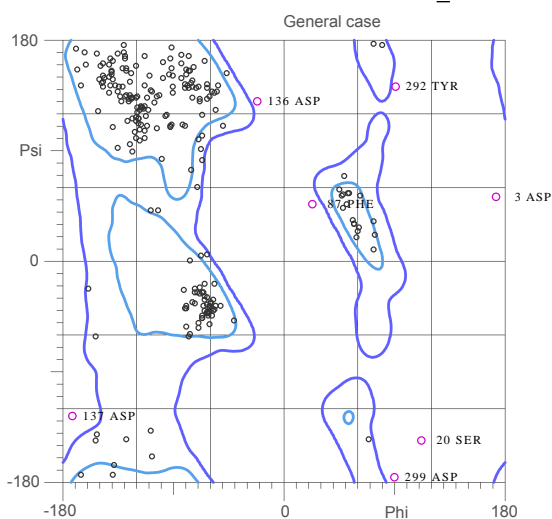 General case
180
292 TYR
136 ASP
Psi
3 ASP
87 PHE
0
137 ASP
20 SER
299 ASP
-180
-180
0
Phi
180